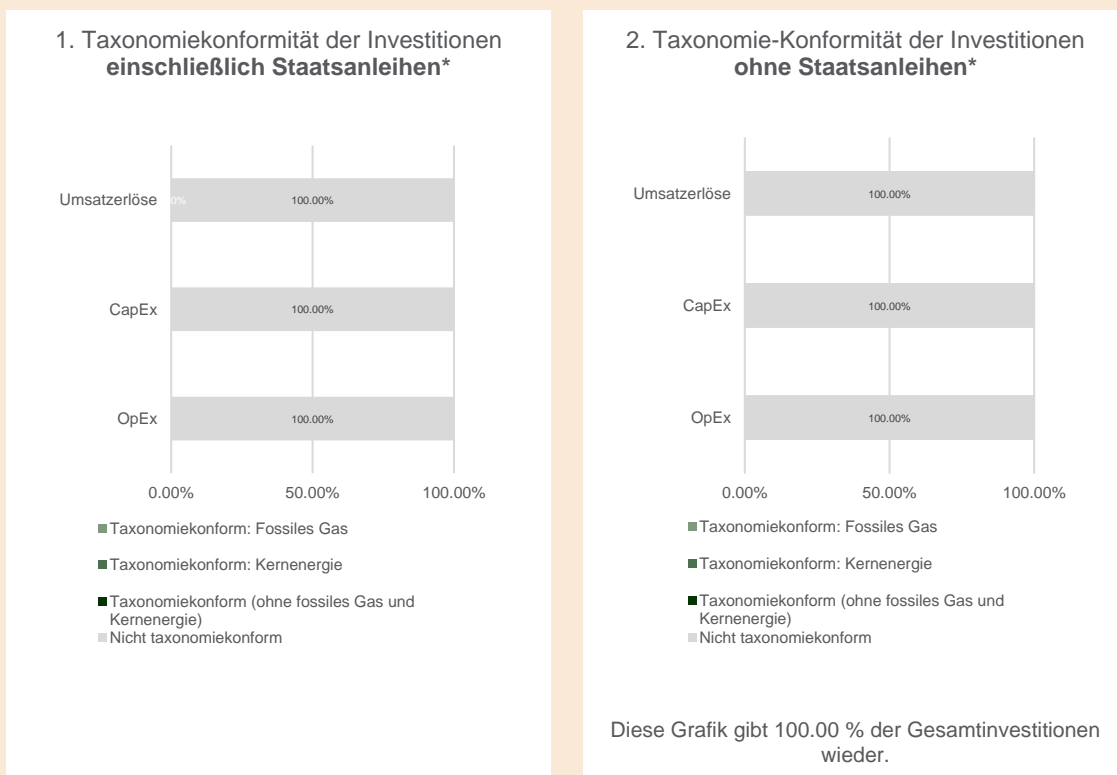 1. Taxonomiekonformität der Investitionen
einschließlich Staatsanleihen*
Umsatzerlöse
0%
100.00%
CapEx
100.00%
OpEx
100.00%
0.00%
50.00%
100.00%
Taxonomiekonform: Fossiles Gas
Taxonomiekonform: Kernenergie
Taxonomiekonform (ohne fossiles Gas und
Kernenergie)
Nicht taxonomiekonform
2. Taxonomie-Konformität der Investitionen
ohne Staatsanleihen*
Umsatzerlöse
100.00%
CapEx
100.00%
OpEx
100.00%
0.00%
50.00%
100.00%
Taxonomiekonform: Fossiles Gas
Taxonomiekonform: Kernenergie
Taxonomiekonform (ohne fossiles Gas und
Kernenergie)
Nicht taxonomiekonform
Diese Grafik gibt 100.00 % der Gesamtinvestitionen
wieder.